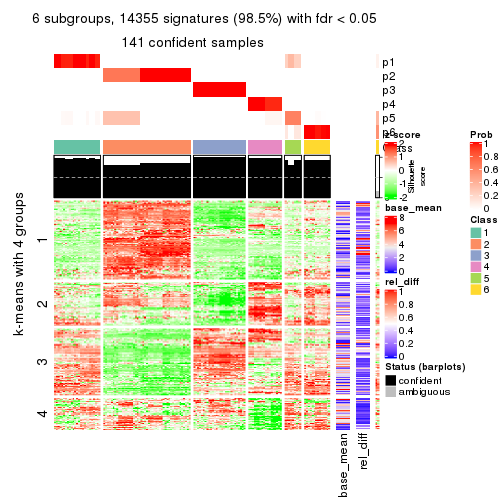 6 subgroups, 14355 signatures (98.5%) with fdr < 0.05
141 confident samples
p1
p2
p3
p4
p5
p6
Class
Silhouette
score
k-means with 4 groups
1
2
3
4
base_mean
rel_diff
z-score
2
1
0
-1
-2
base_mean
8
6
4
2
0
rel_diff
1
0.8
0.6
0.4
0.2
0
Status (barplots)
confident
ambiguous
Prob
1
0.8
0.6
0.4
0.2
0
Class
1
2
3
4
5
6